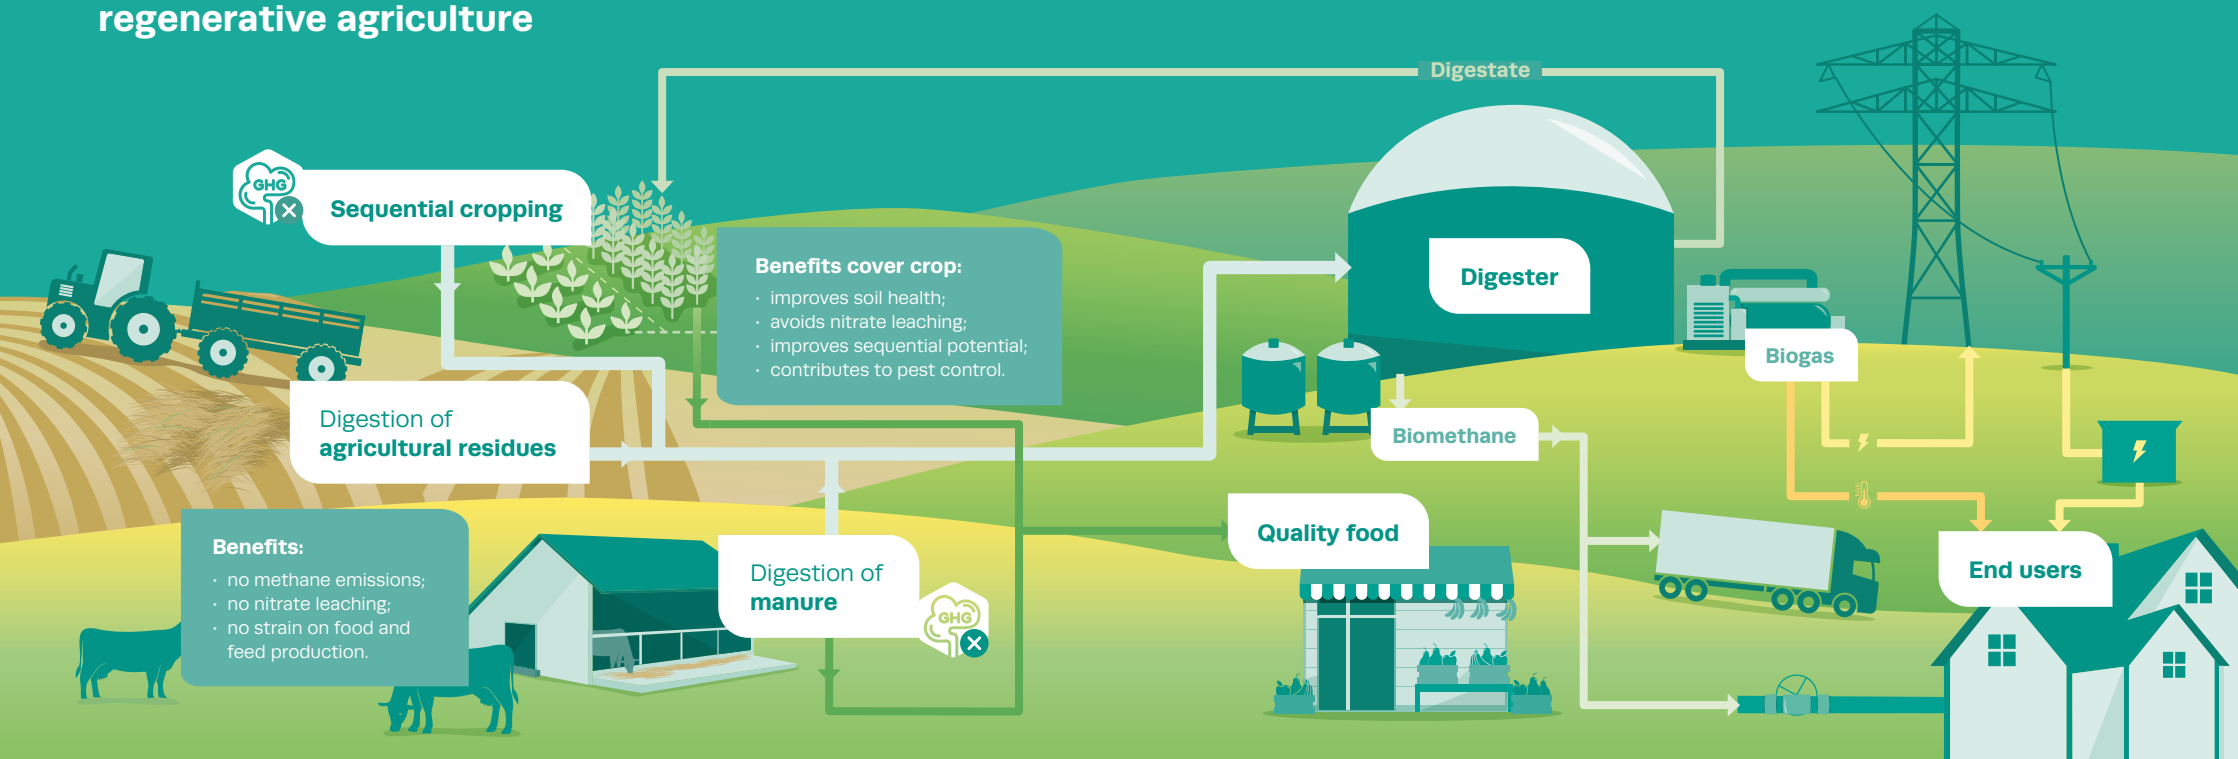 regenerative agriculture
Digestate
GHG
Sequential cropping
Benefits cover crop:
· improves soil health;
· avoids nitrate leaching;
· improves sequential potential;
· contributes to pest control.
Digester
Biogas
Digestion of
agricultural residues
Biomethane
Quality food
Benefits:
· no methane emissions;
· no nitrate leaching;
· no strain on food and
feed production.
Digestion of
manure
GHG
End users